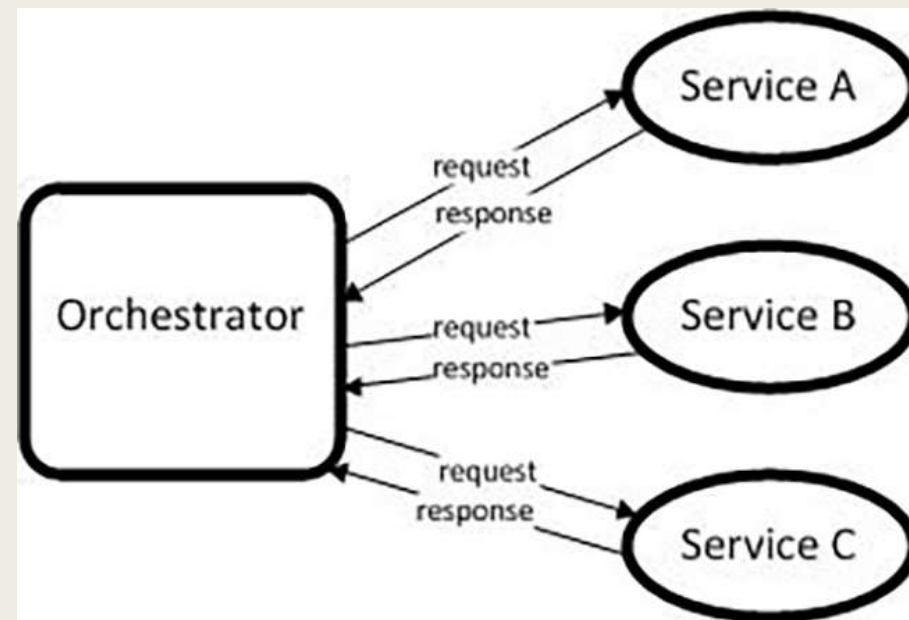 Service A
request
response
Orchestrator
request
response
Service B
request
response
Service C